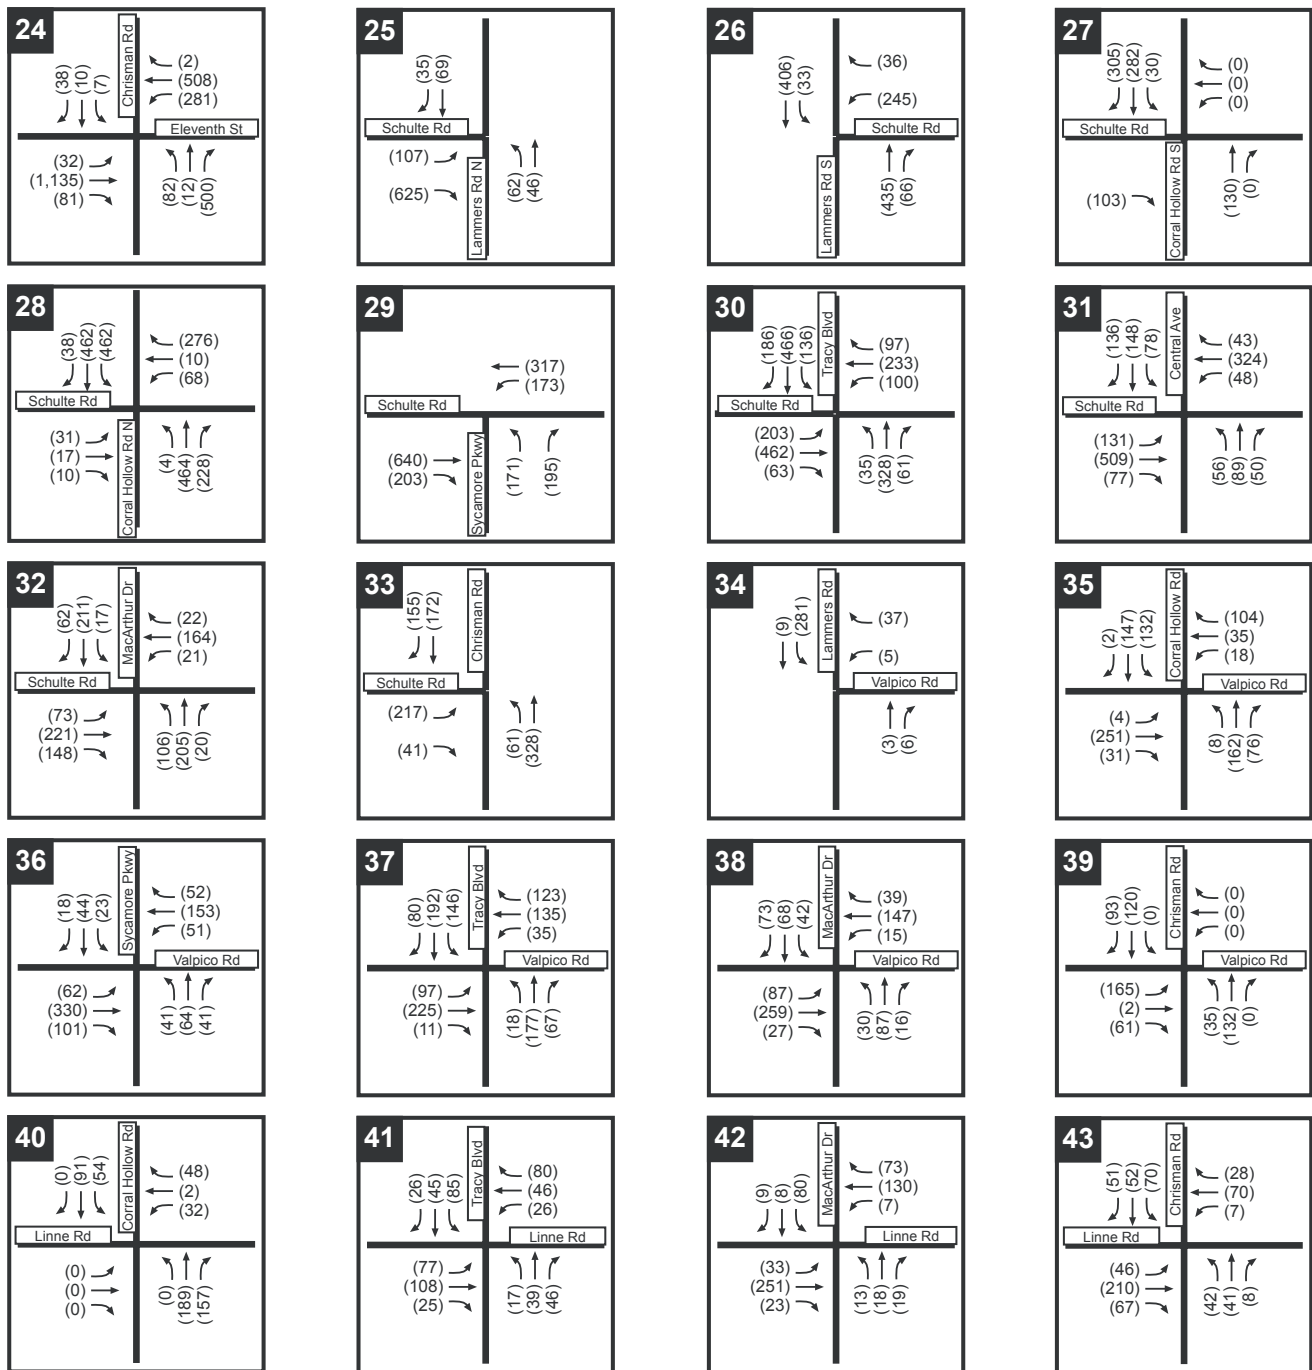 24
Chrisman Rd
(38) (10) (7)
(2)
(508)
(281)
Eleventh St
(32)
(1,135)
(81)
(82) (12) (500)
25
(35) (69)
Schulte Rd
(107)
(625)
Lammers Rd N
(62) (46)
26
(406) (33)
(36)
(245)
Schulte Rd
Lammers Rd S
(435) (66)
27
(305) (282) (30)
(0)
(0)
(0)
Schulte Rd
(103)
Corral Hollow Rd S
(130) (0)
28
(38) (462) (462)
(276)
(10)
(68)
Schulte Rd
(31)
(17)
(10)
Corral Hollow Rd N
(4) (464) (228)
29
(317)
(173)
Schulte Rd
(640)
(203)
Sycamore Pkwy
(171) (195)
30
(186) (466) (136)
Tracy Blvd
(97)
(233)
(100)
Schulte Rd
(203)
(462)
(63)
(35) (328) (61)
31
(136) (148) (78)
Central Ave
(43)
(324)
(48)
Schulte Rd
(131)
(509)
(77)
(56) (89) (50)
32
(62) (211) (17)
MacArthur Dr
(22)
(164)
(21)
Schulte Rd
(73)
(221)
(148)
(106) (205) (20)
33
(155) (172)
Chrisman Rd
Schulte Rd
(217)
(41)
(61) (328)
34
(9) (281)
Lammers Rd
(37)
(5)
Valpico Rd
(3) (6)
35
(2) (147) (132)
Corral Hollow Rd
(104)
(35)
(18)
Valpico Rd
(4)
(251)
(31)
(8) (162) (76)
36
(18) (44) (23)
Sycamore Pkwy
(52)
(153)
(51)
Valpico Rd
(62)
(330)
(101)
(41) (64) (41)
37
(80) (192) (146)
Tracy Blvd
(123)
(135)
(35)
Valpico Rd
(97)
(225)
(11)
(18) (177) (67)
38
(73) (68) (42)
MacArthur Dr
(39)
(147)
(15)
Valpico Rd
(87)
(259)
(27)
(30) (87) (16)
39
(93) (120) (0)
Chrisman Rd
(0)
(0)
(0)
Valpico Rd
(165)
(2)
(61)
(35) (132) (0)
40
(0) (91) (54)
Corral Hollow Rd
(48)
(2)
(32)
Linne Rd
(0)
(0)
(0)
(0) (189) (157)
41
(26) (45) (85)
Tracy Blvd
(80)
(46)
(26)
Linne Rd
(77)
(108)
(25)
(17) (39) (46)
42
(9) (8) (80)
MacArthur Dr
(73)
(130)
(7)
Linne Rd
(33)
(251)
(23)
(13) (18) (19)
43
(51) (52) (70)
Chrisman Rd
(28)
(70)
(7)
Linne Rd
(46)
(210)
(67)
(42) (41) (8)